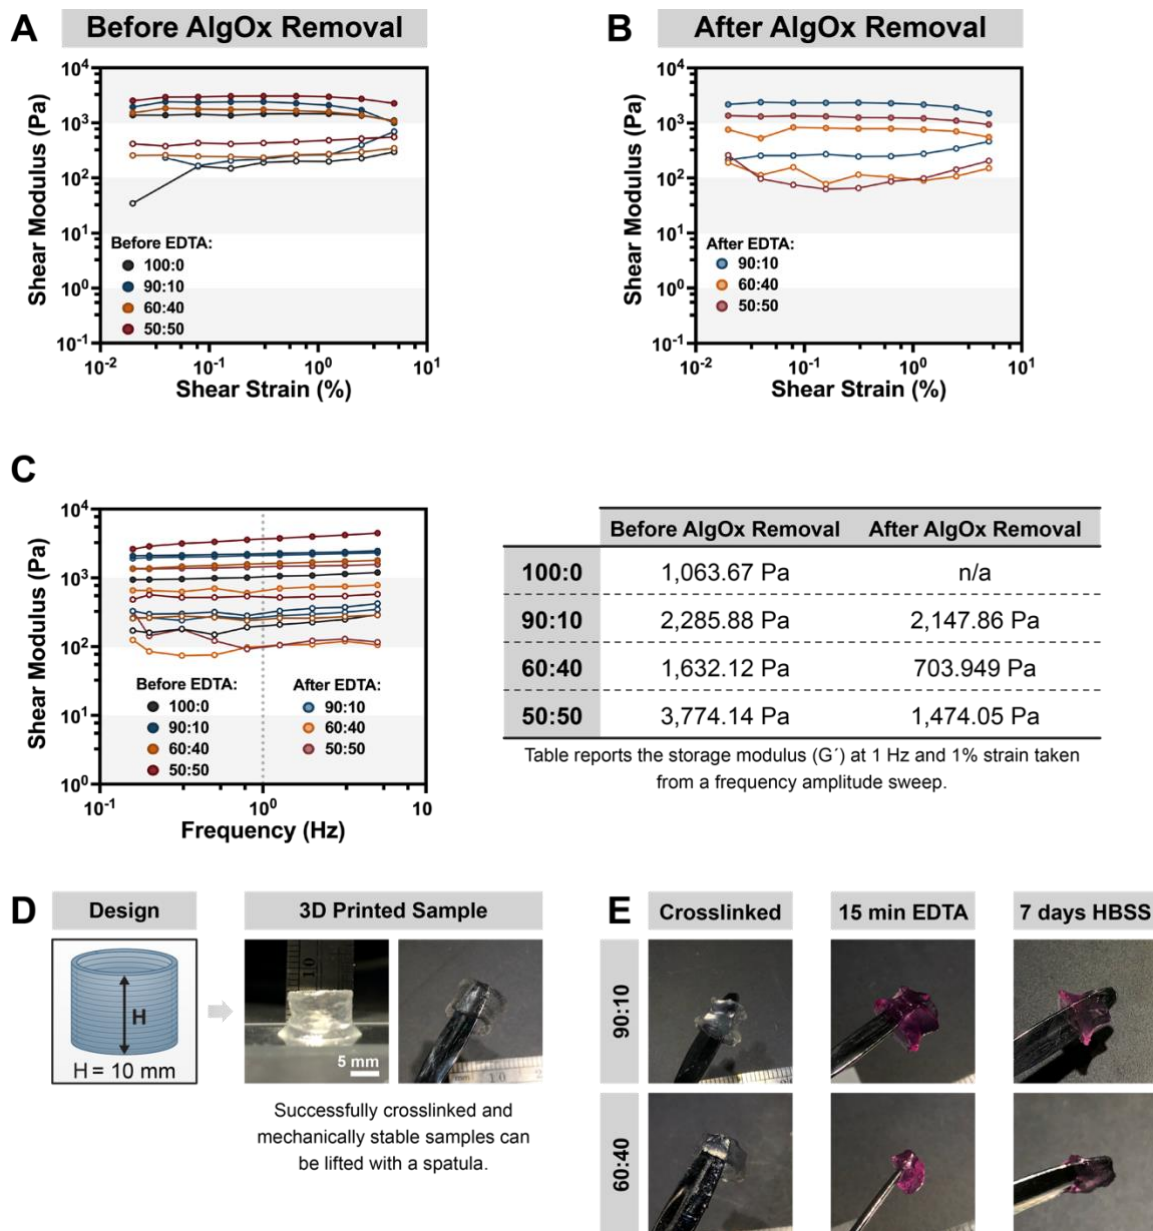 A
Before AlgOx Removal
Shear Modulus (Pa)
10^4
10^3
10^2
10^1
10^0
10^-1
Before EDTA:
100:0
90:10
60:40
50:50
10^-2
10^-1
10^0
10^1
Shear Strain (%)
B
After AlgOx Removal
Shear Modulus (Pa)
10^4
10^3
10^2
10^1
10^0
10^-1
After EDTA:
90:10
60:40
50:50
10^-2
10^-1
10^0
10^1
Shear Strain (%)
C
Shear Modulus (Pa)
10^4
10^3
10^2
10^1
10^0
Before EDTA:
100:0
90:10
60:40
50:50
After EDTA:
90:10
60:40
50:50
10^-1
10^0
10
Frequency (Hz)
Before AlgOx Removal After AlgOx Removal
100:0 1,063.67 Pa n/a
90:10 2,285.88 Pa 2,147.86 Pa
60:40 1,632.12 Pa 703.949 Pa
50:50 3,774.14 Pa 1,474.05 Pa
Table reports the storage modulus (G´) at 1 Hz and 1% strain taken
from a frequency amplitude sweep.
D
Design
H
H = 10 mm
3D Printed Sample
10
5 mm
Successfully crosslinked and
mechanically stable samples can
be lifted with a spatula.
E
Crosslinked
15 min EDTA
7 days HBSS
90:10
60:40